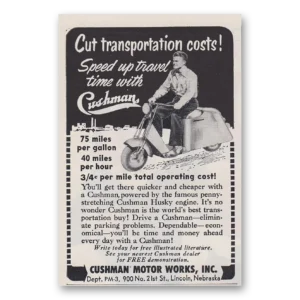 Cut transportation costs!
Speed up travel
time with
Cushman
75 miles
per gallon
40 miles
per hour
3/4¢ per mile total operating cost!
You'll get there quicker and cheaper with
a Cushman, powered by the famous penny-
stretching Cushman Husky engine. It's no
wonder Cushman is the world's best trans-
portation buy! Drive a Cushman—elimin-
ate parking problems. Dependable—econ-
omical—you'll be time and money ahead
every day with a Cushman!
Write today for free illustrated literature.
See your nearest Cushman dealer
for FREE demonstration.
CUSHMAN MOTOR WORKS, INC.
Dept. PM-3, 900 No. 21st St., Lincoln, Nebraska